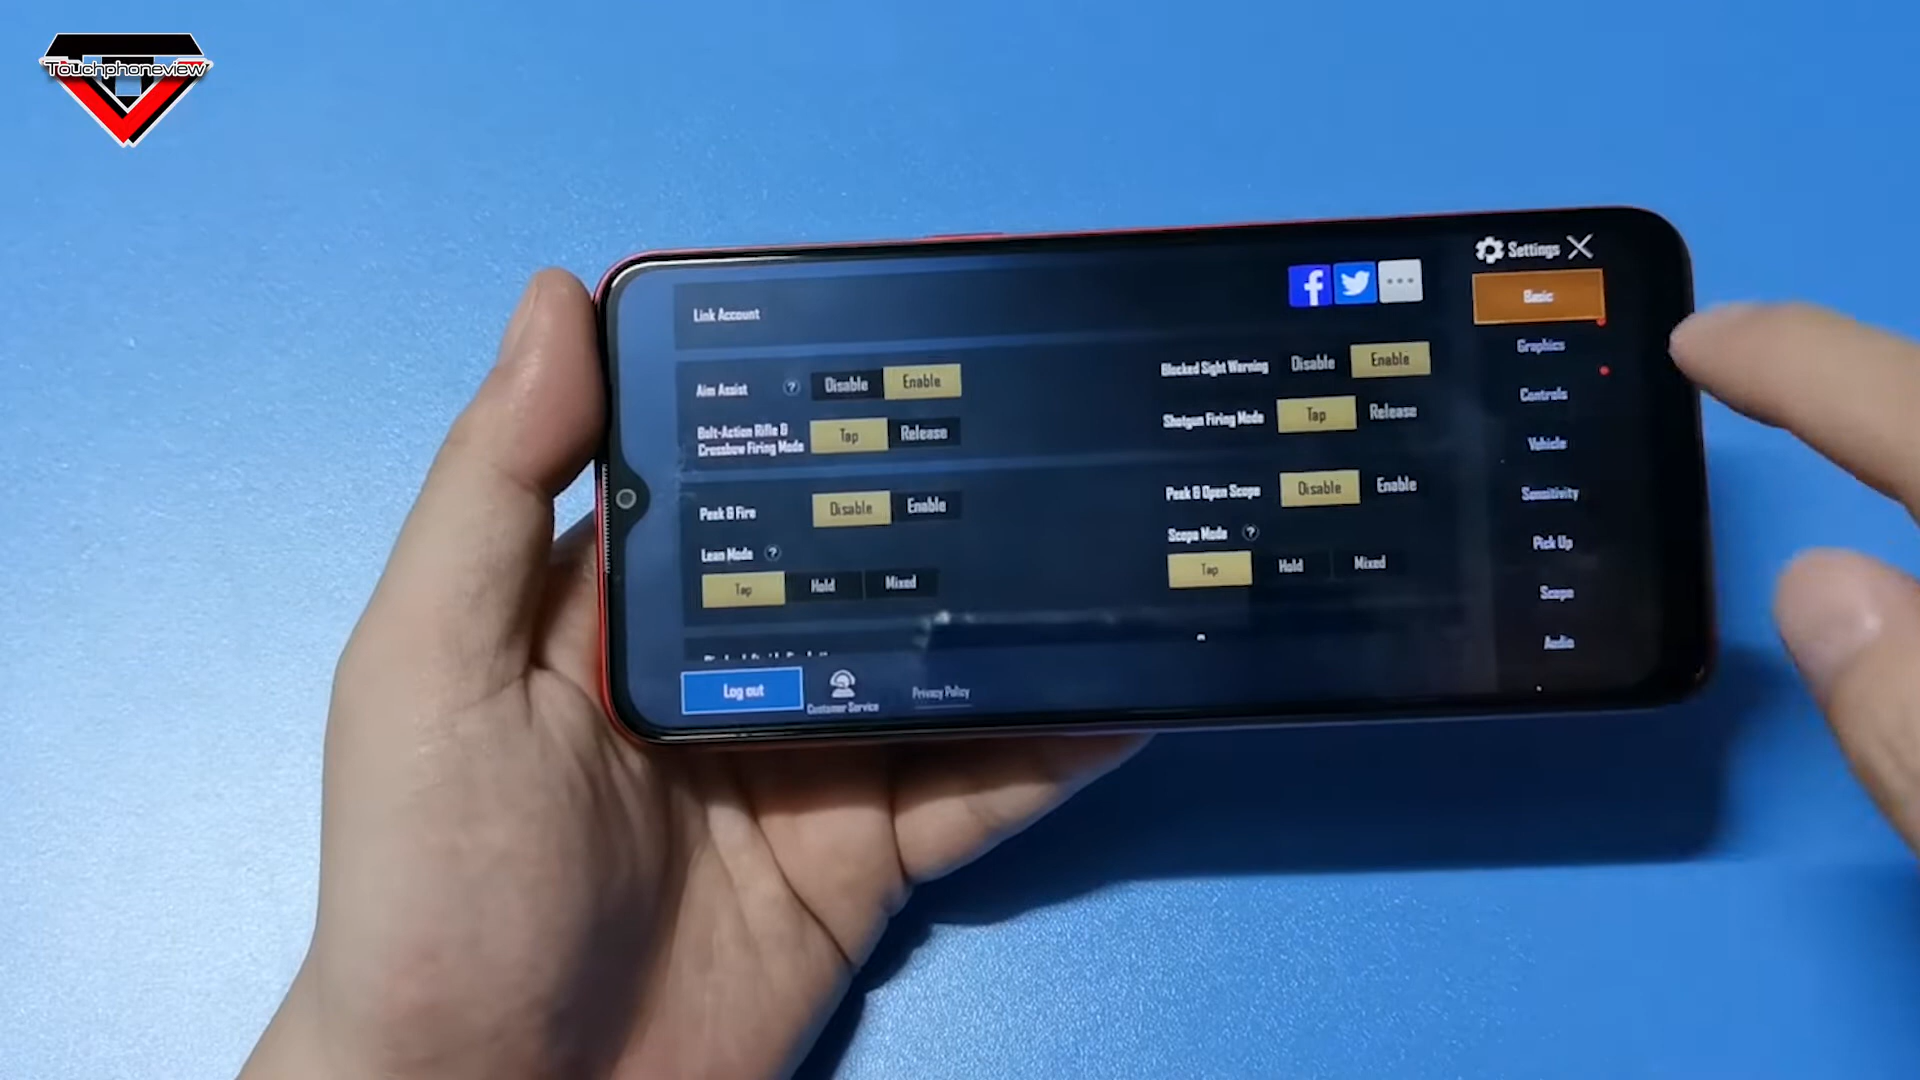 Touchphoneview
Settings
Link Account
Basic
Aim Assist ? Disable Enable
Blocked Sight Warning Disable Enable
Graphics
Bolt-Action Rifle &
Crossbow Firing Mode
Tap Release
Shotgun Firing Mode Tap Release
Controls
Vehicle
Peek & Fire Disable Enable
Peek & Open Scope Disable Enable
Sensitivity
Lean Mode ?
Scope Mode ?
Pick Up
Tap Hold Mixed
Tap Hold Mixed
Scope
Audio
Log out
Customer Service
Privacy Policy